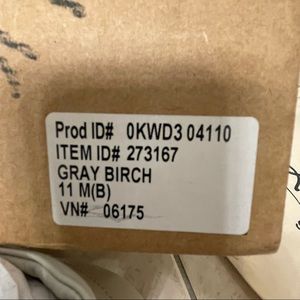 Prod ID# 0KWD3 04110
ITEM ID# 273167
GRAY BIRCH
11 M(B)
VN# 06175